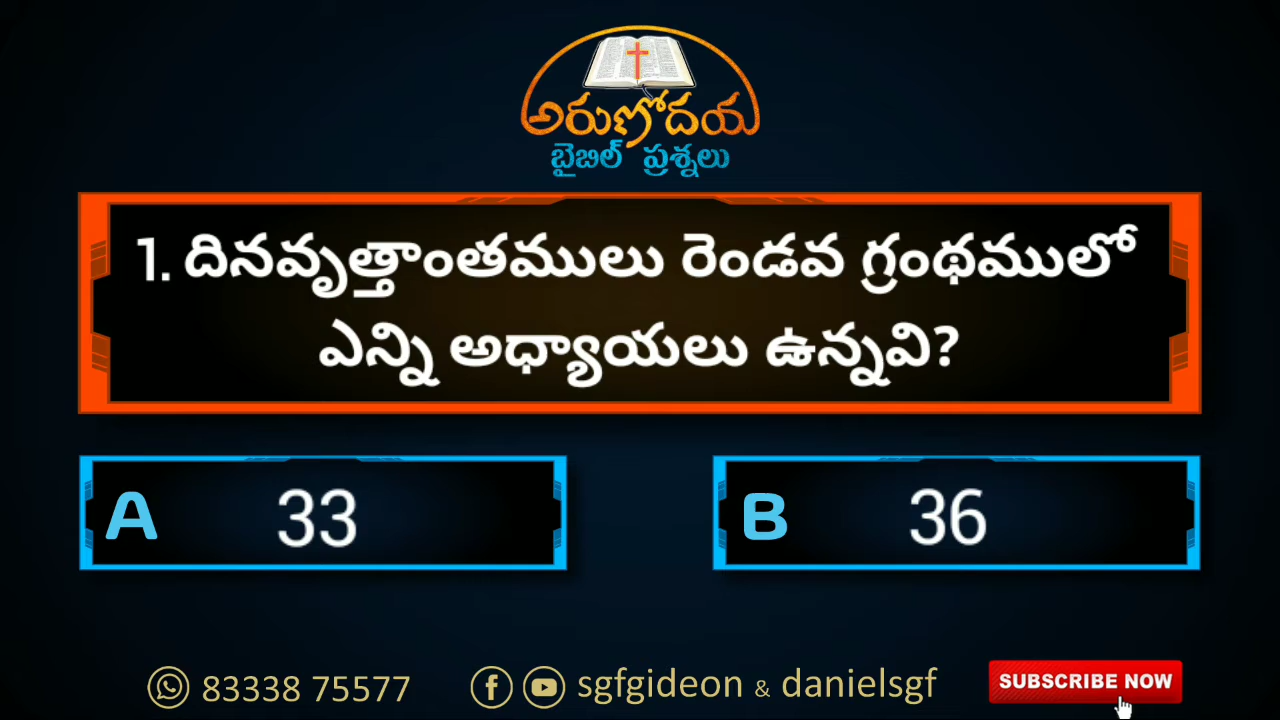 అరుణోదయ
బైబిల్ ప్రశ్నలు
1. దినవృత్తాంతములు రెండవ గ్రంథములో
ఎన్ని అధ్యాయలు ఉన్నవి?
A 33
B 36
83338 75577 sgfgideon & danielsgf SUBSCRIBE NOW